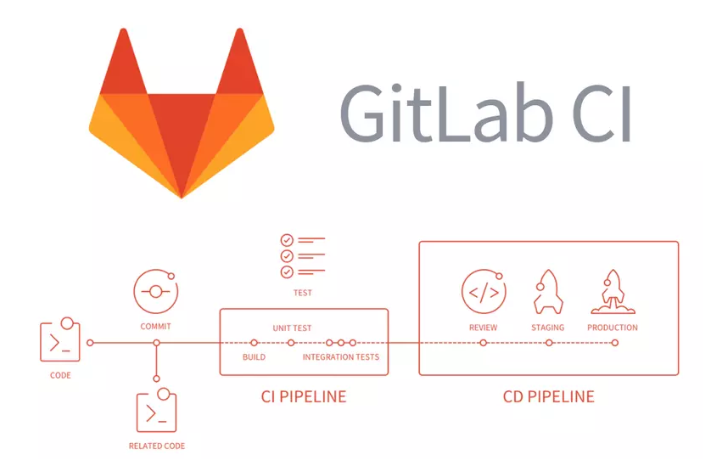 GitLab CI
TEST
COMMIT
UNIT TEST
REVIEW
STAGING
PRODUCTION
BUILD
INTEGRATION TESTS
CODE
CI PIPELINE
CD PIPELINE
RELATED CODE